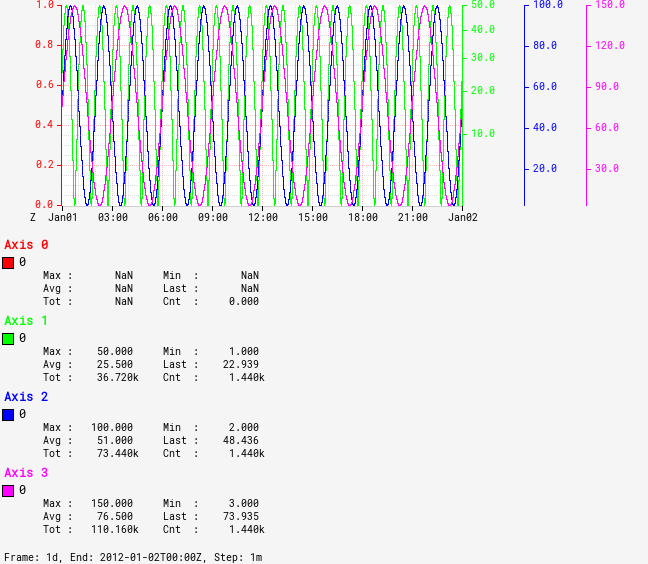 1.0 50.0 100.0 150.0
40.0
0.8 80.0 120.0
30.0
0.6 60.0 90.0
20.0
0.4 40.0 60.0
10.0
0.2 20.0 30.0
0.0
Z Jan01 03:00 06:00 09:00 12:00 15:00 18:00 21:00 Jan02
Axis 0
0
Max : NaN Min : NaN
Avg : NaN Last : NaN
Tot : NaN Cnt : 0.000
Axis 1
0
Max : 50.000 Min : 1.000
Avg : 25.500 Last : 22.939
Tot : 36.720k Cnt : 1.440k
Axis 2
0
Max : 100.000 Min : 2.000
Avg : 51.000 Last : 48.436
Tot : 73.440k Cnt : 1.440k
Axis 3
0
Max : 150.000 Min : 3.000
Avg : 76.500 Last : 73.935
Tot : 110.160k Cnt : 1.440k
Frame: 1d, End: 2012-01-02T00:00Z, Step: 1m